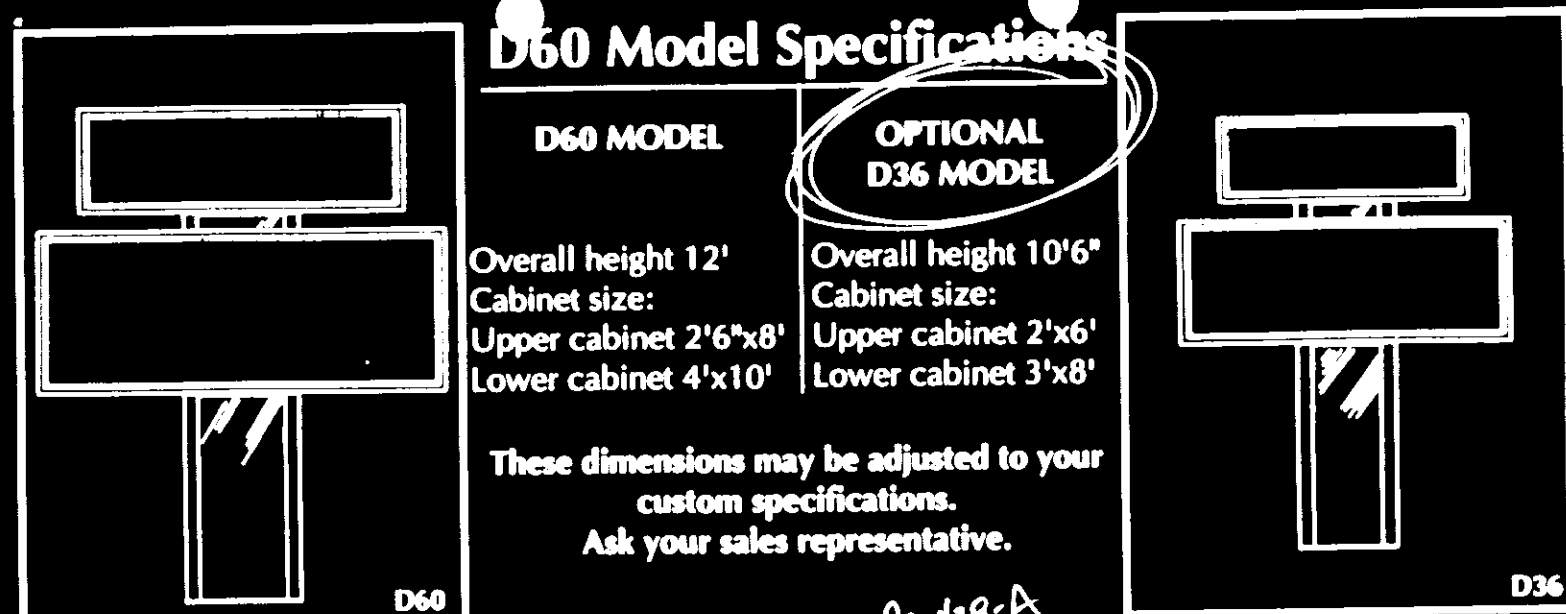 D60 Model Specifications
D60 MODEL
Overall height 12'
Cabinet size:
Upper cabinet 2'6"x8'
Lower cabinet 4'x10'
OPTIONAL
D36 MODEL
Overall height 10'6"
Cabinet size:
Upper cabinet 2'x6'
Lower cabinet 3'x8'
These dimensions may be adjusted to your
custom specifications.
Ask your sales representative.
D60
D36